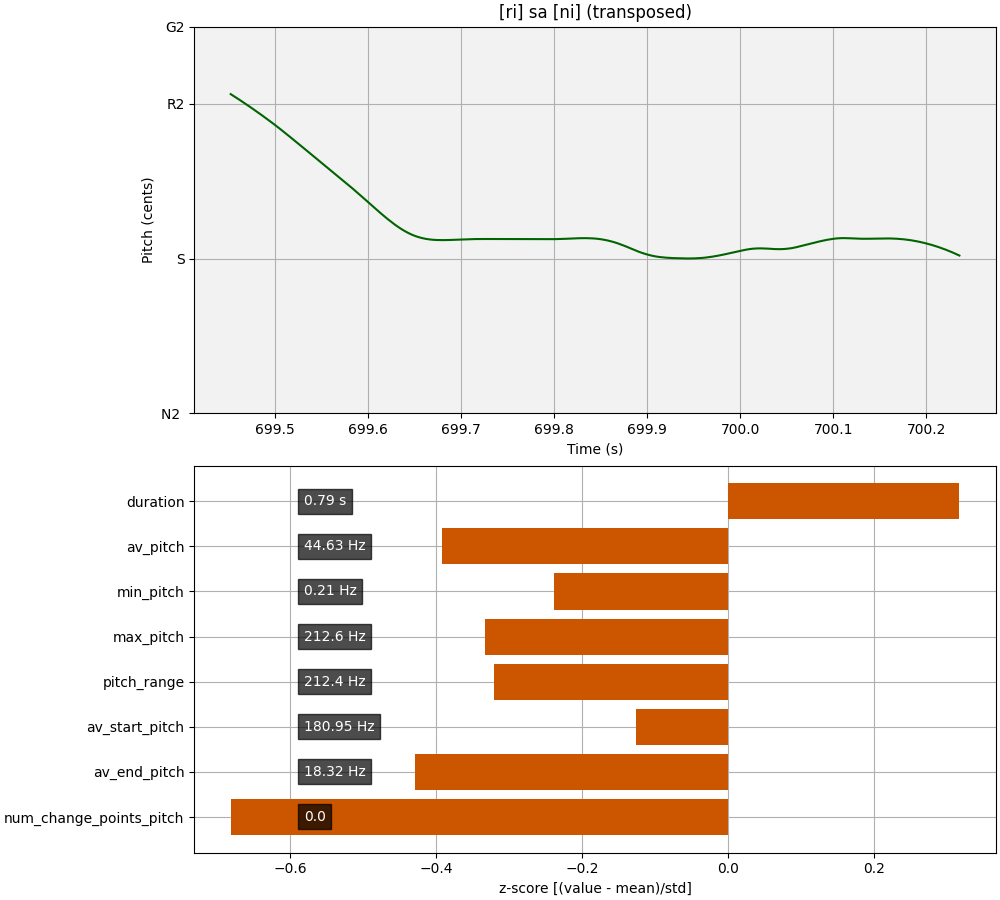 [ri] sa [ni] (transposed)
G2
R2
S
N2
Pitch (cents)
699.5 699.6 699.7 699.8 699.9 700.0 700.1 700.2
Time (s)
duration 0.79 s
av_pitch 44.63 Hz
min_pitch 0.21 Hz
max_pitch 212.6 Hz
pitch_range 212.4 Hz
av_start_pitch 180.95 Hz
av_end_pitch 18.32 Hz
num_change_points_pitch 0.0
−0.6 −0.4 −0.2 0.0 0.2
z-score [(value - mean)/std]